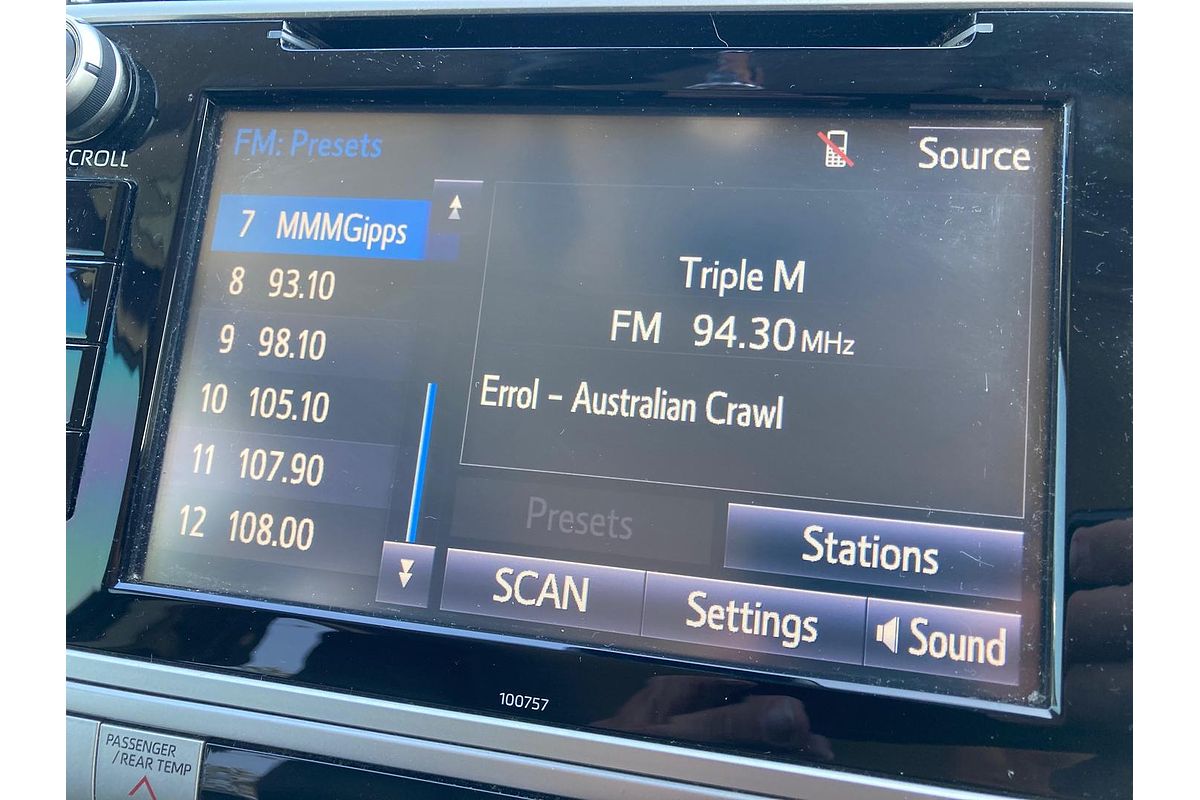 SCROLL
FM: Presets
Source
7 MMMGipps
8 93.10
9 98.10
10 105.10
11 107.90
12 108.00
Triple M
FM 94.30 MHz
Errol - Australian Crawl
Presets
Stations
SCAN
Settings
Sound
100757
PASSENGER
/REAR TEMP